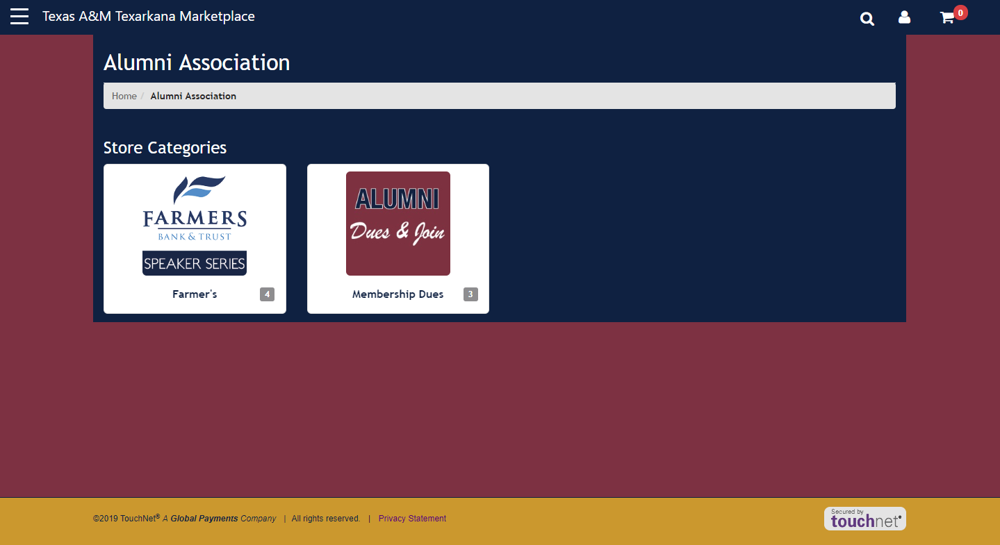 Texas A&M Texarkana Marketplace
0
Alumni Association
Home / Alumni Association
Store Categories
FARMERS
BANK & TRUST
SPEAKER SERIES
Farmer's 4
ALUMNI
Dues & Join
Membership Dues 3
©2019 TouchNet® A Global Payments Company | All rights reserved. | Privacy Statement
Secured by
touchnet®